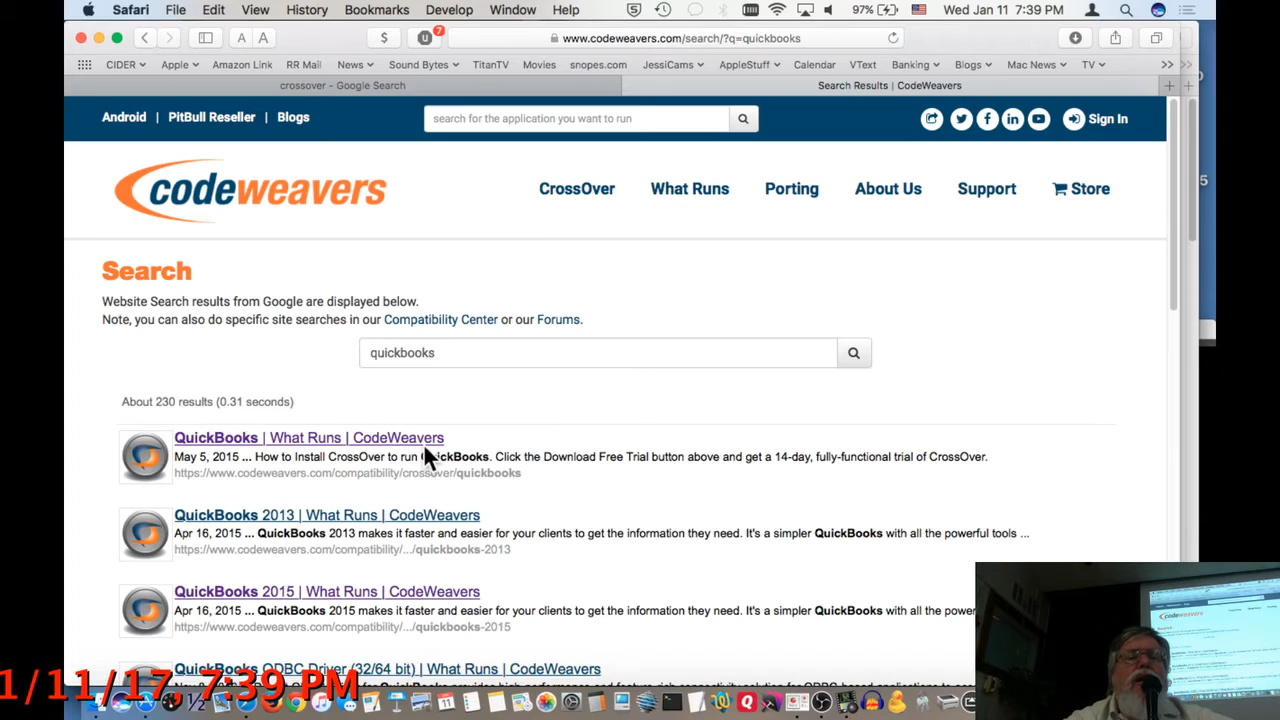 Safari File Edit View History Bookmarks Develop Window Help 97% Wed Jan 11 7:39 PM
7 www.codeweavers.com/search/?q=quickbooks
CIDER Apple Amazon Link RR Mail News Sound Bytes TitanTV Movies snopes.com JessiCams AppleStuff Calendar VText Banking Blogs Mac News TV
crossover - Google Search Search Results | CodeWeavers
Android | PitBull Reseller | Blogs search for the application you want to run Sign In
codeweavers CrossOver What Runs Porting About Us Support Store
Search
Website Search results from Google are displayed below.
Note, you can also do specific site searches in our Compatibility Center or our Forums.
quickbooks
About 230 results (0.31 seconds)
QuickBooks | What Runs | CodeWeavers
May 5, 2015 ... How to Install CrossOver to run QuickBooks. Click the Download Free Trial button above and get a 14-day, fully-functional trial of CrossOver.
https://www.codeweavers.com/compatibility/crossover/quickbooks
QuickBooks 2013 | What Runs | CodeWeavers
Apr 16, 2015 ... QuickBooks 2013 makes it faster and easier for your clients to get the information they need. It's a simpler QuickBooks with all the powerful tools ...
https://www.codeweavers.com/compatibility/.../quickbooks-2013
QuickBooks 2015 | What Runs | CodeWeavers
Apr 16, 2015 ... QuickBooks 2015 makes it faster and easier for your clients to get the information they need. It's a simpler QuickBooks with all the pow
https://www.codeweavers.com/compatibility/.../quickbooks
QuickBooks ODBC Driver (32/64 bit) | What CodeWeavers
1/11/17 7:39 PM